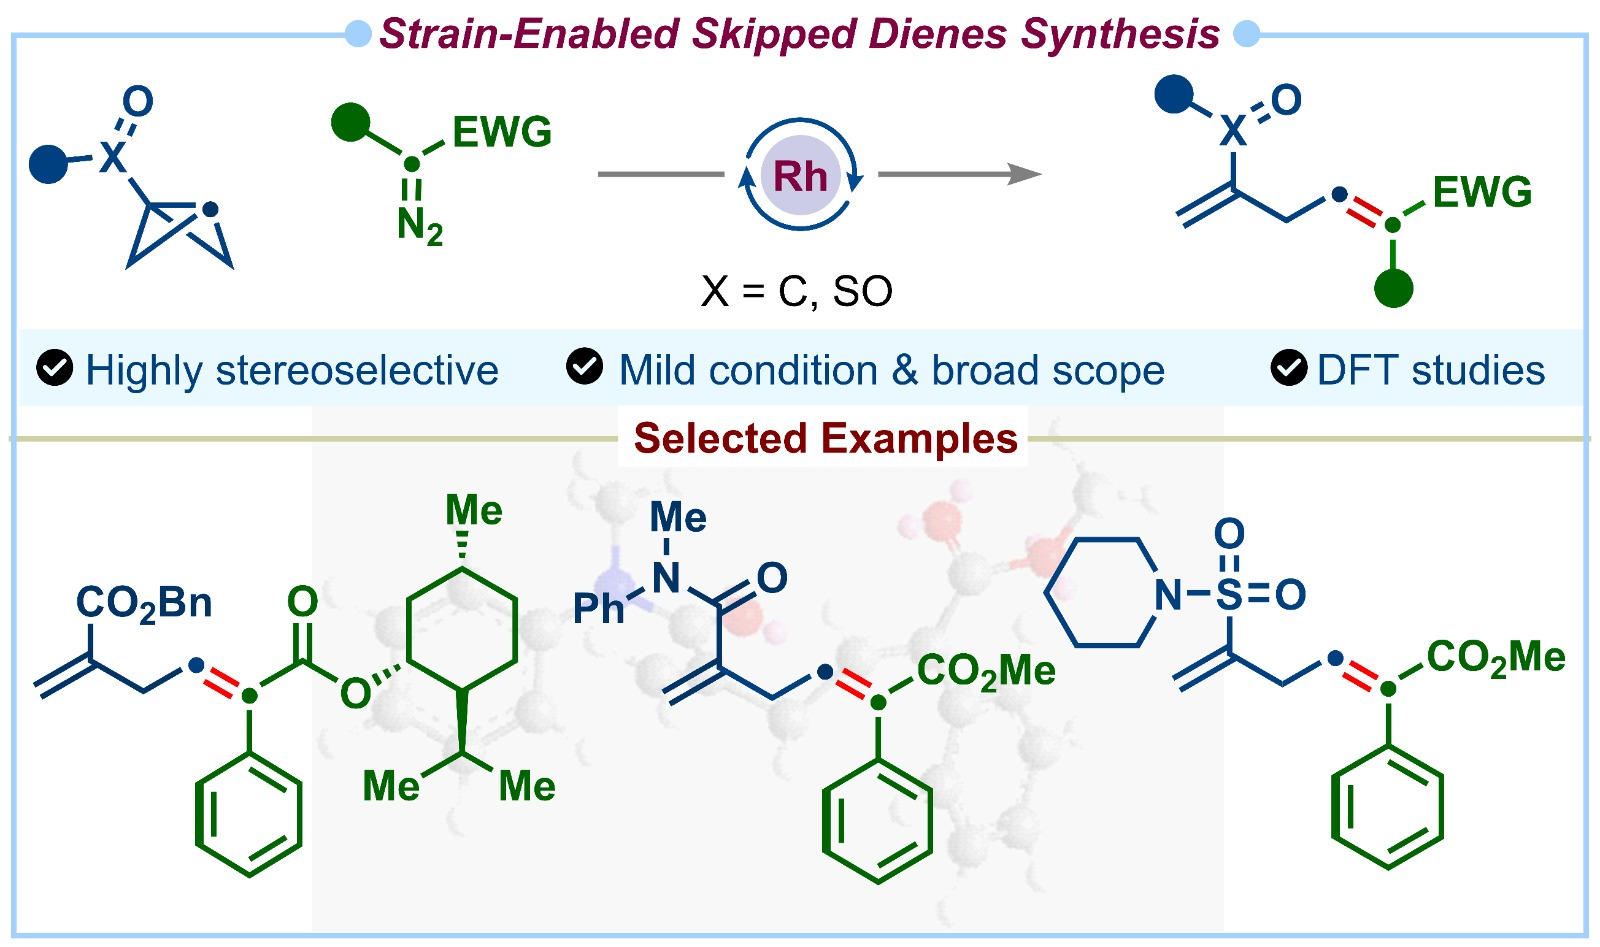 Strain-Enabled Skipped Dienes Synthesis
O
X
EWG
N₂
Rh
X = C, SO
O
X
EWG
Highly stereoselective
Mild condition & broad scope
DFT studies
Selected Examples
CO₂Bn
O
O
Me
Me
Me
Me
N
Ph
O
CO₂Me
O
N
S
O
CO₂Me